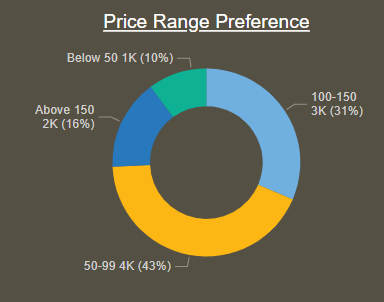 Price Range Preference
Below 50 1K (10%)
100-150
3K (31%)
Above 150
2K (16%)
50-99 4K (43%)